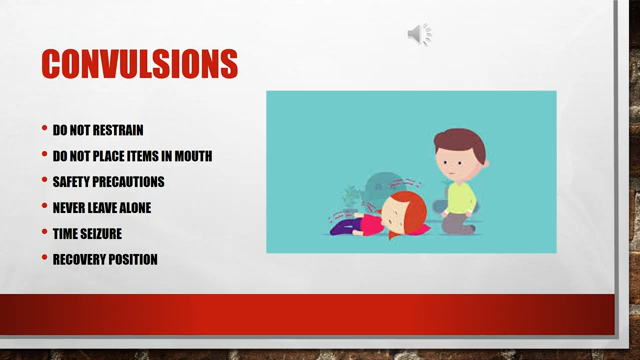 CONVULSIONS
DO NOT RESTRAIN
DO NOT PLACE ITEMS IN MOUTH
SAFETY PRECAUTIONS
NEVER LEAVE ALONE
TIME SEIZURE
RECOVERY POSITION